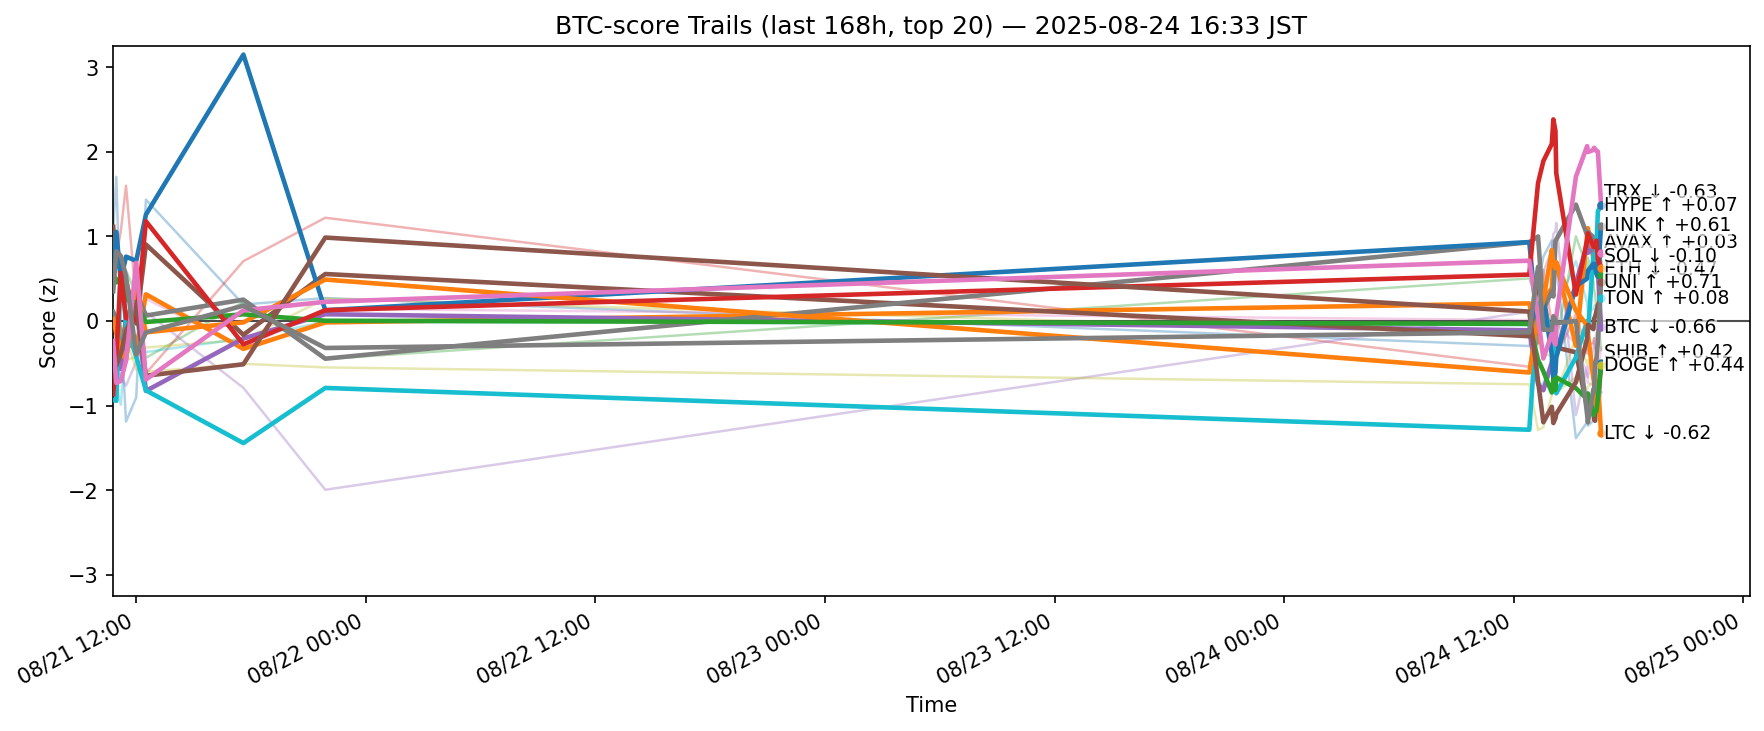 BTC-score Trails (last 168h, top 20) — 2025-08-24 16:33 JST
Score (z)
3
2
1
0
−1
−2
−3
TRX ↓ -0.63
HYPE ↑ +0.07
LINK ↑ +0.61
AVAX ↑ +0.03
SOL ↓ -0.10
ETH ↓ -0.47
UNI ↑ +0.71
TON ↑ +0.08
BTC ↓ -0.66
SHIB ↑ +0.42
DOGE ↑ +0.44
LTC ↓ -0.62
08/21 12:00
08/22 00:00
08/22 12:00
08/23 00:00
08/23 12:00
08/24 00:00
08/24 12:00
08/25 00:00
Time